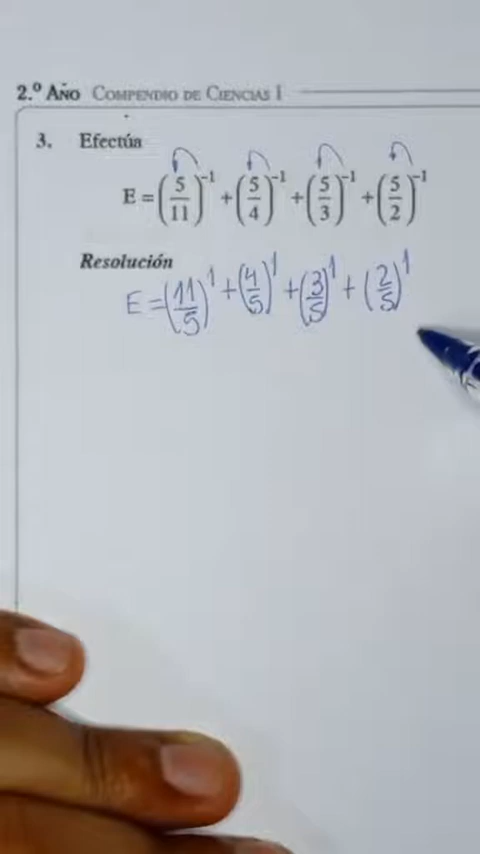 2.º AÑO COMPENDIO DE CIENCIAS I
3. Efectúa
E = (5/11)^-1 + (5/4)^-1 + (5/3)^-1 + (5/2)^-1
Resolución
E = (11/5)^1 + (4/5)^1 + (3/5)^1 + (2/5)^1